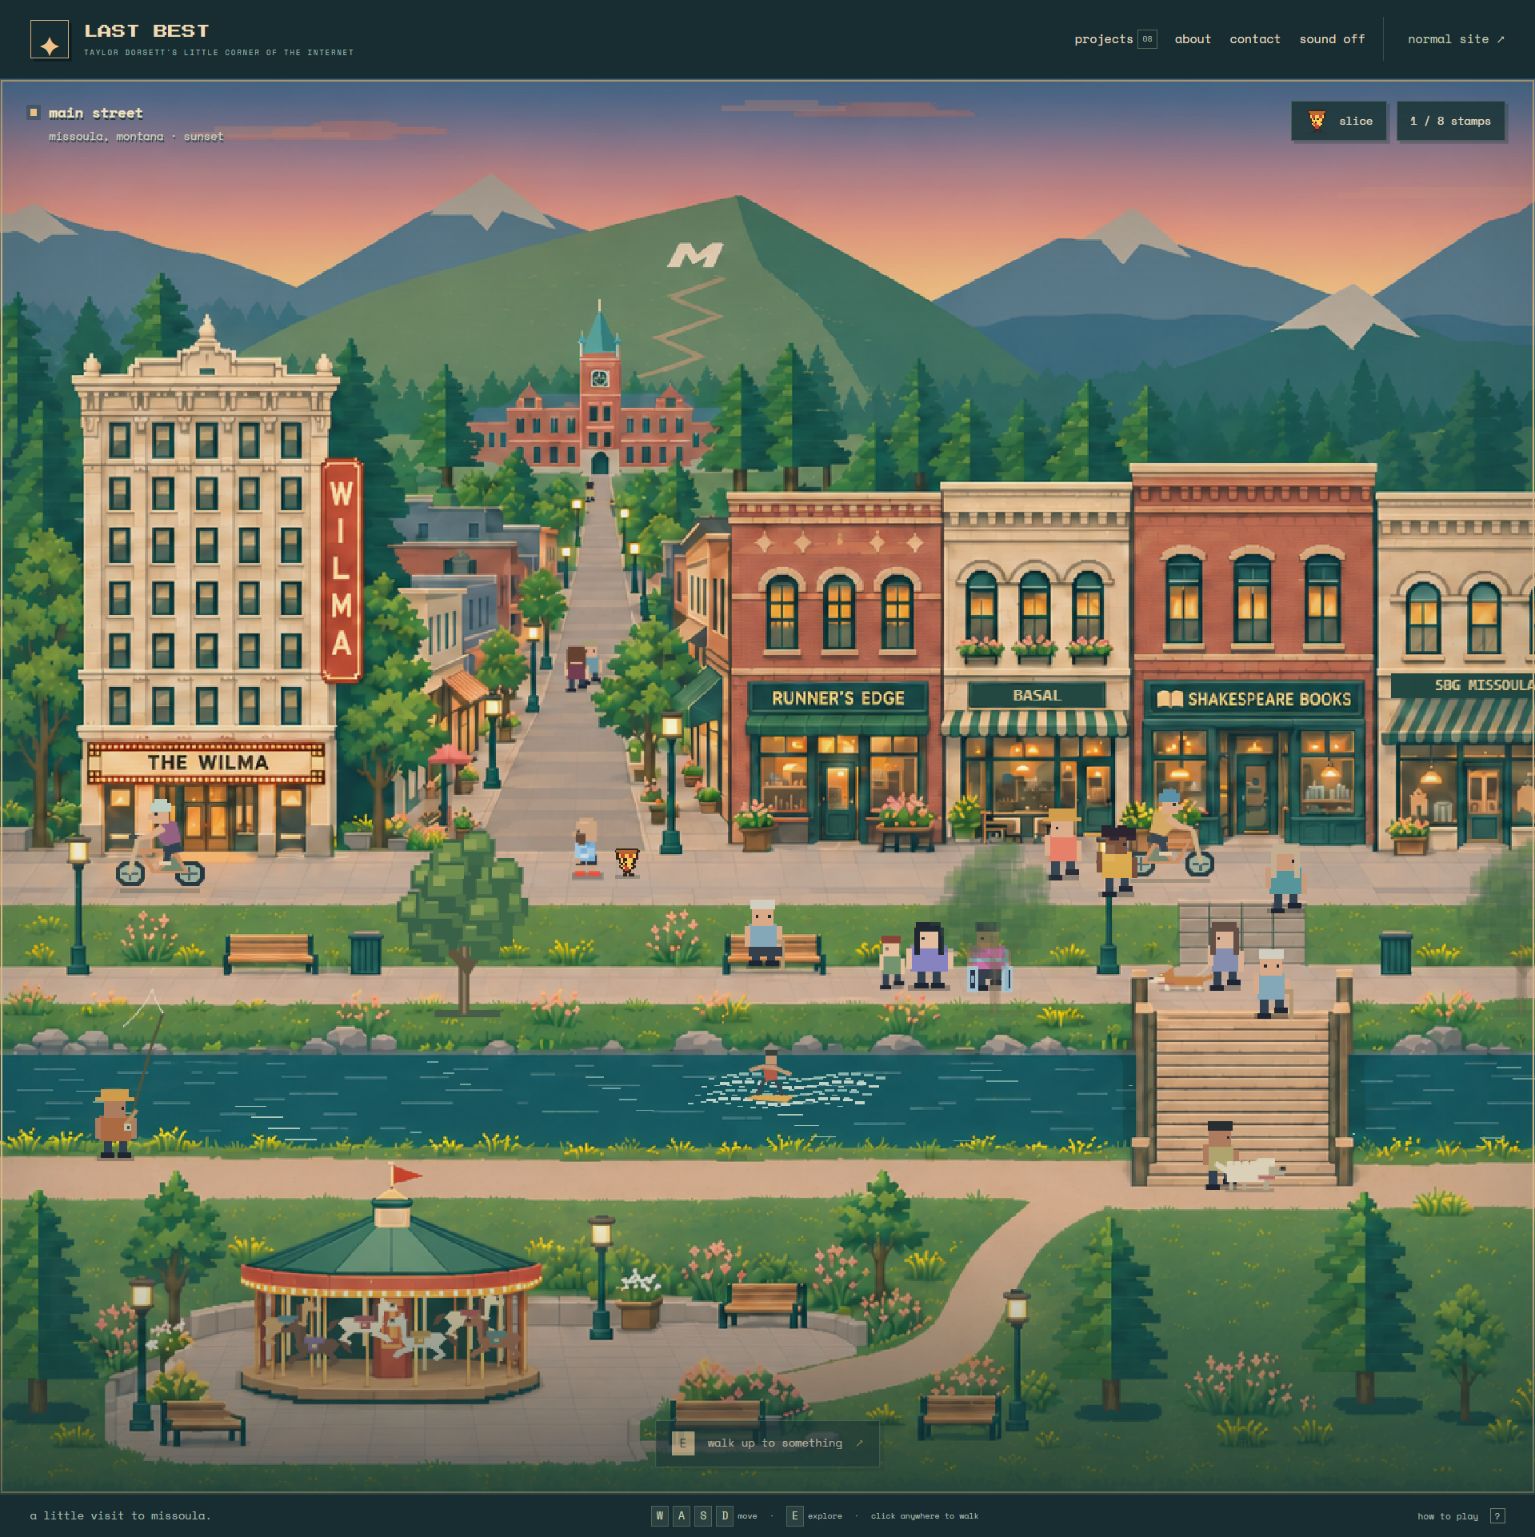 LAST BEST
TAYLOR DORSETT'S LITTLE CORNER OF THE INTERNET
projects 08 about contact sound off normal site ↗
main street
missoula, montana · sunset
slice
1 / 8 stamps
M
WILMA
THE WILMA
RUNNER'S EDGE
BASAL
SHAKESPEARE BOOKS
SBG MISSOULA
E walk up to something ↗
a little visit to missoula.
W A S D move · E explore · click anywhere to walk
how to play ?